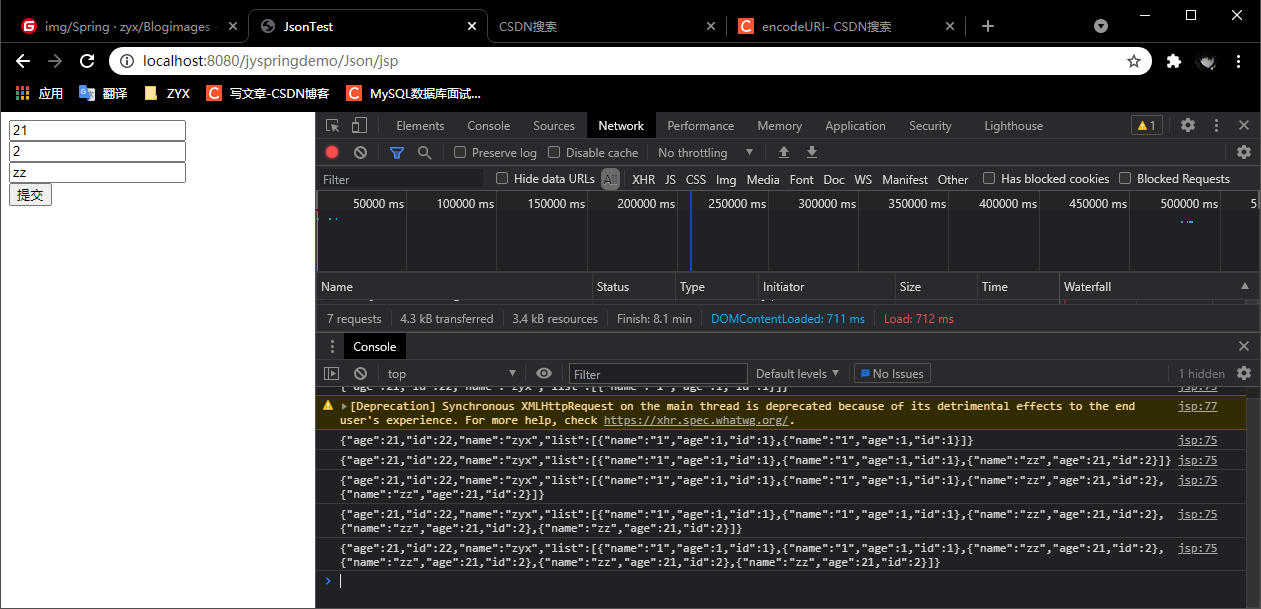 img/Spring · zyx/Blogimages -
JsonTest
CSDN搜索
encodeURI- CSDN搜索
localhost:8080/jyspringdemo/Json/jsp
应用
翻译
ZYX
写文章-CSDN博客
MySQL数据库面试...
21
2
zz
提交
Elements Console Sources Network Performance Memory Application Security Lighthouse 1
Preserve log Disable cache No throttling
Filter Hide data URLs All XHR JS CSS Img Media Font Doc WS Manifest Other Has blocked cookies Blocked Requests
50000 ms 100000 ms 150000 ms 200000 ms 250000 ms 300000 ms 350000 ms 400000 ms 450000 ms 500000 ms 5
Name Status Type Initiator Size Time Waterfall
7 requests 4.3 kB transferred 3.4 kB resources Finish: 8.1 min DOMContentLoaded: 711 ms Load: 712 ms
Console
top Filter Default levels No Issues 1 hidden
{"age":21,"id":22,"name":"zyx","list":[{"name":"1","age":1,"id":1}]} jsp:75
[Deprecation] Synchronous XMLHttpRequest on the main thread is deprecated because of its detrimental effects to the end jsp:77
user's experience. For more help, check https://xhr.spec.whatwg.org/.
{"age":21,"id":22,"name":"zyx","list":[{"name":"1","age":1,"id":1},{"name":"1","age":1,"id":1}]} jsp:75
{"age":21,"id":22,"name":"zyx","list":[{"name":"1","age":1,"id":1},{"name":"1","age":1,"id":1},{"name":"zz","age":21,"id":2}]} jsp:75
{"age":21,"id":22,"name":"zyx","list":[{"name":"1","age":1,"id":1},{"name":"1","age":1,"id":1},{"name":"zz","age":21,"id":2}, jsp:75
{"name":"zz","age":21,"id":2}]}
{"age":21,"id":22,"name":"zyx","list":[{"name":"1","age":1,"id":1},{"name":"1","age":1,"id":1},{"name":"zz","age":21,"id":2}, jsp:75
{"name":"zz","age":21,"id":2},{"name":"zz","age":21,"id":2}]}
{"age":21,"id":22,"name":"zyx","list":[{"name":"1","age":1,"id":1},{"name":"1","age":1,"id":1},{"name":"zz","age":21,"id":2}, jsp:75
{"name":"zz","age":21,"id":2},{"name":"zz","age":21,"id":2},{"name":"zz","age":21,"id":2}]}